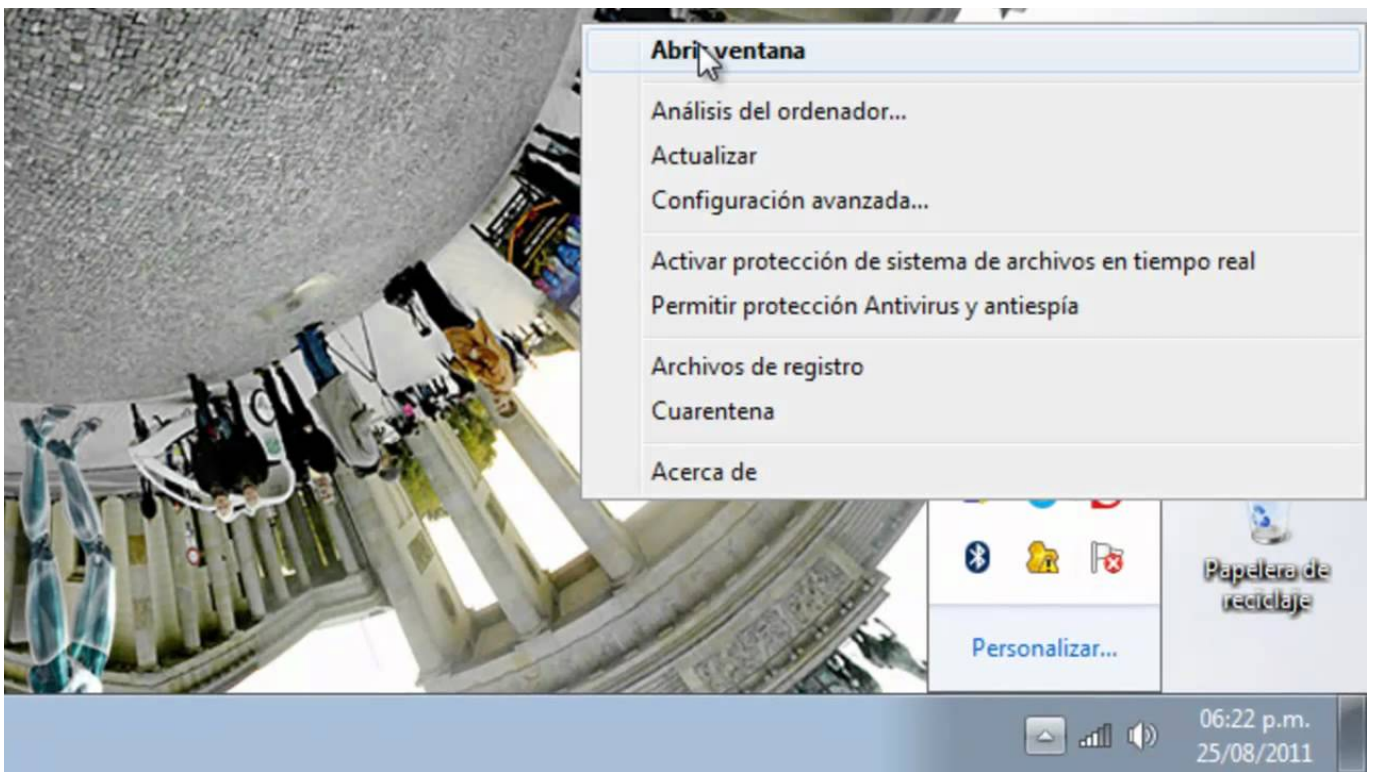 Abrir ventana
Análisis del ordenador...
Actualizar
Configuración avanzada...
Activar protección de sistema de archivos en tiempo real
Permitir protección Antivirus y antiespía
Archivos de registro
Cuarentena
Acerca de
Papelera de
reciclaje
Personalizar...
06:22 p.m.
25/08/2011